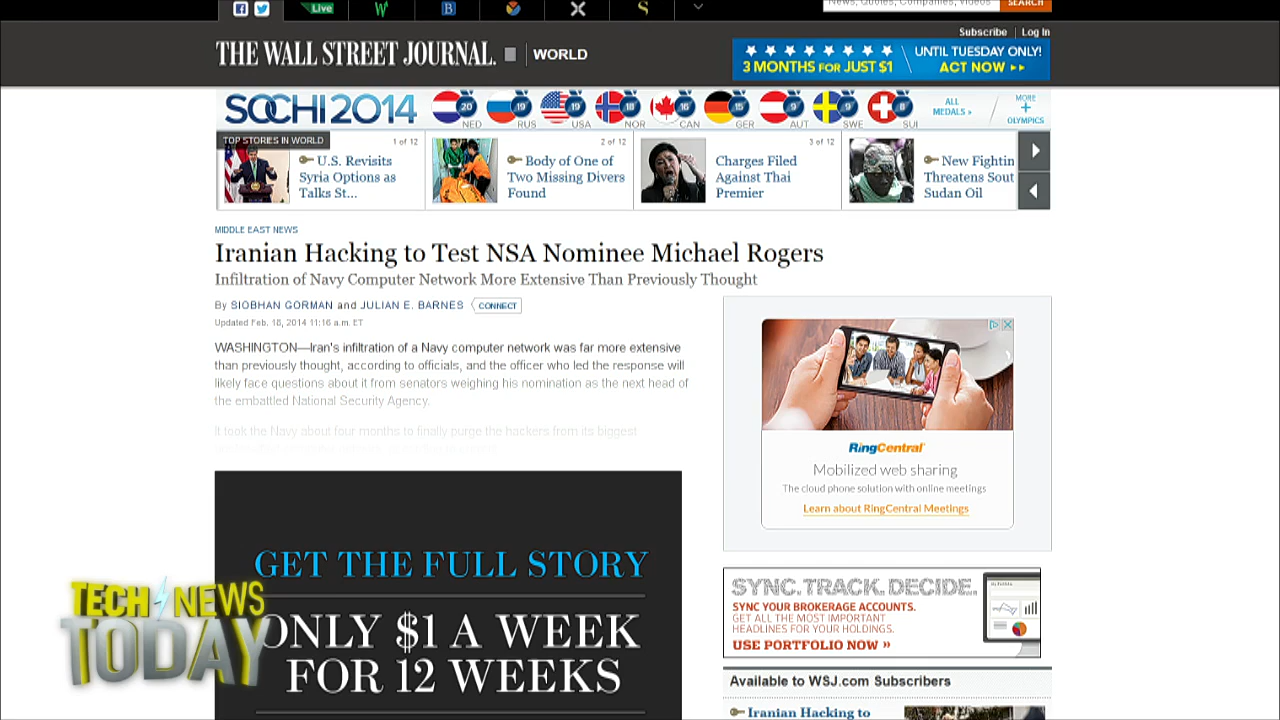 Live
W
B
S
News, Quotes, Companies, Videos
SEARCH
Subscribe
Log In
THE WALL STREET JOURNAL.
WORLD
★ ★ ★ ★ ★ ★ ★ ★
3 MONTHS FOR JUST $1
UNTIL TUESDAY ONLY!
ACT NOW ▸▸
SOCHI 2014
20
19
19
18
16
15
9
9
8
NED
RUS
USA
NOR
CAN
GER
AUT
SWE
SUI
ALL
MEDALS >
MORE
+
OLYMPICS
TOP STORIES IN WORLD
1 of 12
U.S. Revisits
Syria Options as
Talks St...
2 of 12
Body of One of
Two Missing Divers
Found
3 of 12
Charges Filed
Against Thai
Premier
New Fightin
Threatens Sout
Sudan Oil
MIDDLE EAST NEWS
Iranian Hacking to Test NSA Nominee Michael Rogers
Infiltration of Navy Computer Network More Extensive Than Previously Thought
By SIOBHAN GORMAN and JULIAN E. BARNES
CONNECT
Updated Feb. 18, 2014 11:16 a.m. ET
WASHINGTON—Iran's infiltration of a Navy computer network was far more extensive
than previously thought, according to officials, and the officer who led the response will
likely face questions about it from senators weighing his nomination as the next head of
the embattled National Security Agency.
It took the Navy about four months to finally purge the hackers from its biggest
GET THE FULL STORY
ONLY $1 A WEEK
FOR 12 WEEKS
RingCentral
Mobilized web sharing
The cloud phone solution with online meetings
Learn about RingCentral Meetings
SYNC. TRACK. DECIDE.
SYNC YOUR BROKERAGE ACCOUNTS.
GET ALL THE MOST IMPORTANT
HEADLINES FOR YOUR HOLDINGS.
USE PORTFOLIO NOW »
Available to WSJ.com Subscribers
Iranian Hacking to
TECH NEWS
TODAY